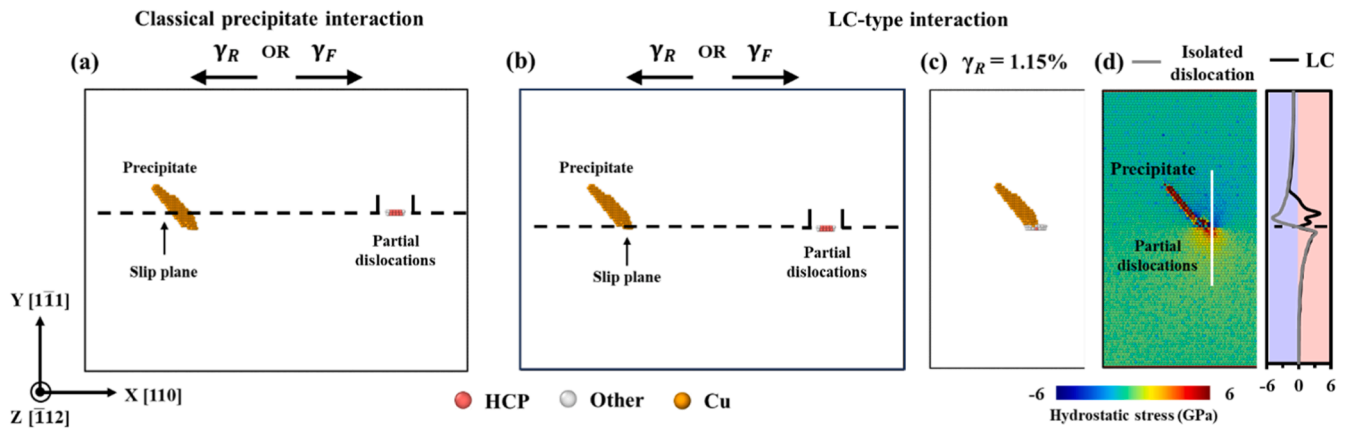 Classical precipitate interaction
LC-type interaction
(a)
γR OR γF
Precipitate
Slip plane
Partial
dislocations
(b)
γR OR γF
Precipitate
Slip plane
Partial
dislocations
(c) γR = 1.15%
(d)
Isolated
dislocation
LC
Precipitate
Partial
dislocations
-6 0 6
-6 6
Hydrostatic stress (GPa)
Y [11̄1]
X [110]
Z [1̄12]
HCP Other Cu